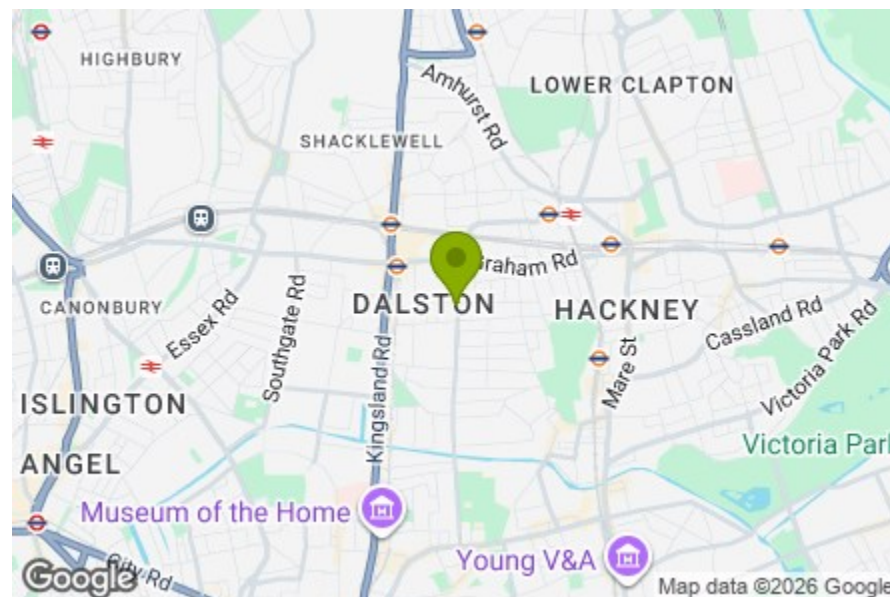 HIGHBURY
Amhurst Rd
LOWER CLAPTON
SHACKLEWELL
Graham Rd
CANONBURY
Essex Rd
Southgate Rd
DALSTON
HACKNEY
Cassland Rd
Victoria Park Rd
Kingsland Rd
Mare St
ISLINGTON
ANGEL
Victoria Park
Museum of the Home
Young V&A
City Rd
Google
Map data ©2026 Google